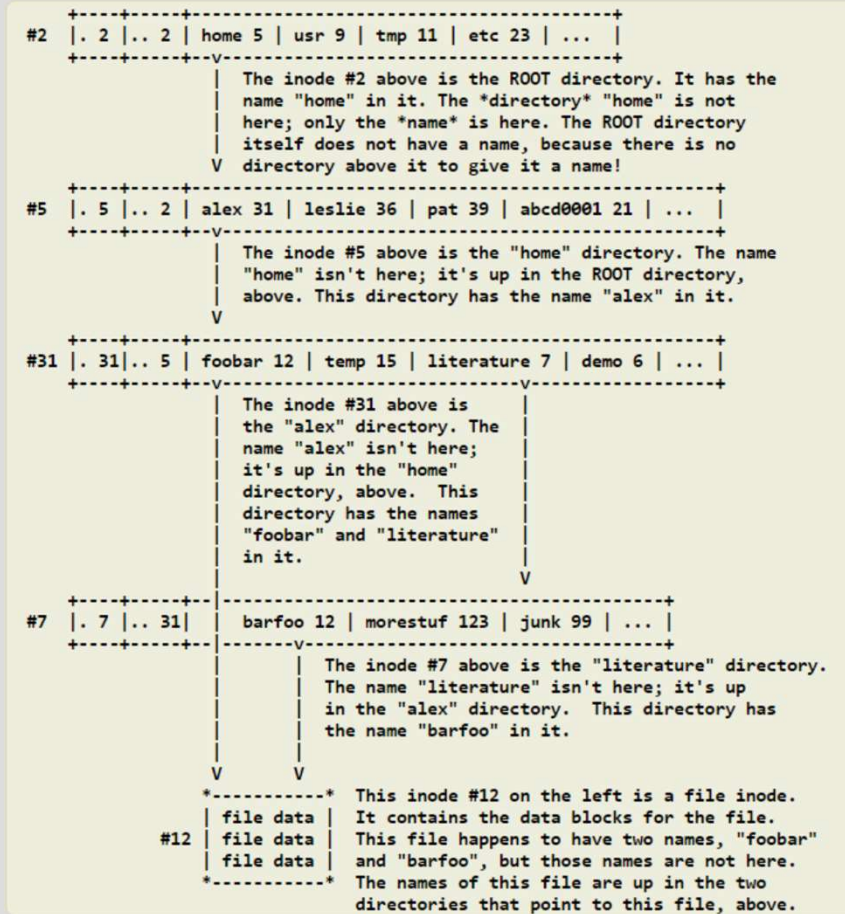 +----+-----+-----------------------------------------+
#2 |. 2 |.. 2 | home 5 | usr 9 | tmp 11 | etc 23 | ... |
+----+-----+--v--------------------------------------+
| The inode #2 above is the ROOT directory. It has the
| name "home" in it. The *directory* "home" is not
| here; only the *name* is here. The ROOT directory
| itself does not have a name, because there is no
V directory above it to give it a name!
+----+-----+---------------------------------------------------+
#5 |. 5 |.. 2 | alex 31 | leslie 36 | pat 39 | abcd0001 21 | ... |
+----+-----+--v------------------------------------------------+
| The inode #5 above is the "home" directory. The name
| "home" isn't here; it's up in the ROOT directory,
| above. This directory has the name "alex" in it.
V
+----+-----+---------------------------------------------------+
#31 |. 31|.. 5 | foobar 12 | temp 15 | literature 7 | demo 6 | ... |
+----+-----+--v-----------------------------v------------------+
| The inode #31 above is |
| the "alex" directory. The |
| name "alex" isn't here; |
| it's up in the "home" |
| directory, above.  This |
| directory has the names |
| "foobar" and "literature" |
| in it. |
| V
+----+-----+--|-------------------------------------------+
#7 |. 7 |.. 31| | barfoo 12 | morestuf 123 | junk 99 | ... |
+----+-----+--|-------v-----------------------------------+
| | The inode #7 above is the "literature" directory.
| | The name "literature" isn't here; it's up
| | in the "alex" directory.  This directory has
| | the name "barfoo" in it.
| |
V V
*-----------* This inode #12 on the left is a file inode.
| file data | It contains the data blocks for the file.
#12 | file data | This file happens to have two names, "foobar"
| file data | and "barfoo", but those names are not here.
*-----------* The names of this file are up in the two
directories that point to this file, above.